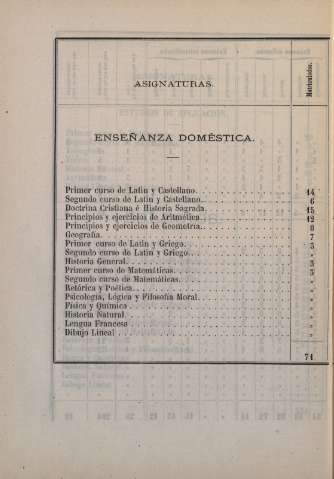 ASIGNATURAS.
Matriculados.
ENSEÑANZA DOMÉSTICA.
Primer curso de Latin y Castellano. 14
Segundo curso de Latin y Castellano. 6
Doctrina Cristiana é Historia Sagrada. 15
Principios y ejercicios de Aritmética. 12
Principios y ejercicios de Geometría. 8
Geografía. 7
Primer curso de Latin y Griego. 3
Segundo curso de Latin y Griego. »
Historia General. 3
Primer curso de Matemáticas. 3
Segundo curso de Matemáticas. »
Retórica y Poética. »
Psicología, Lógica y Filosofía Moral. »
Física y Química. »
Historia Natural. »
Lengua Francesa. »
Dibujo Lineal. »
71